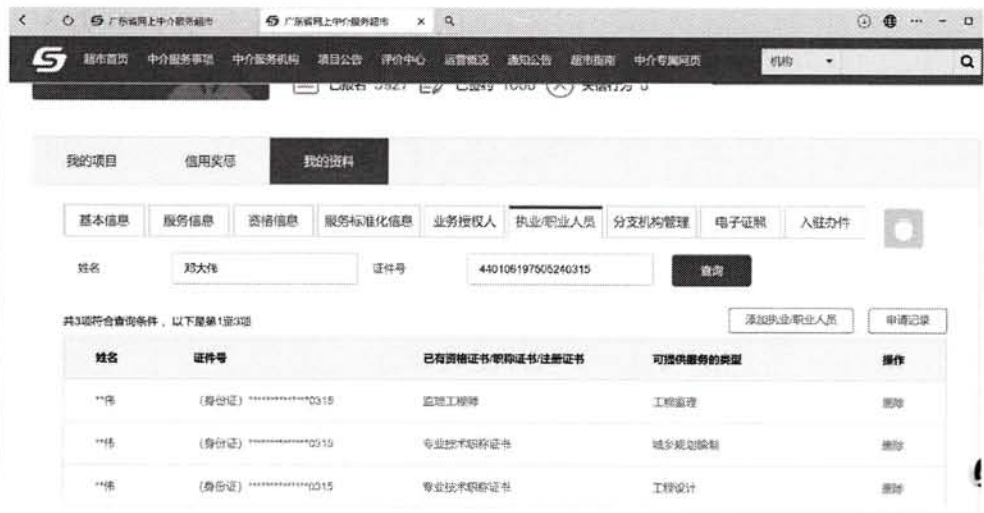 广东省网上中介服务超市 广东省网上中介服务超市 ×
超市首页 中介服务事项 中介服务机构 项目公告 评价中心 运营概况 通知公告 超市指南 中介专属网页 机构
我的项目 信用奖惩 我的资料
基本信息 服务信息 资格信息 服务标准化信息 业务授权人 执业/职业人员 分支机构管理 电子证照 入驻办件
姓名 邓大伟 证件号 440106197505240315 查询
共3项符合查询条件，以下是第1至3项 添加执业/职业人员 申请记录
姓名 证件号 已有资格证书/职称证书/注册证书 可提供服务的类型 操作
**伟 (身份证) **************0315 监理工程师 工程监理 删除
**伟 (身份证) **************0315 专业技术职称证书 城乡规划编制 删除
**伟 (身份证) **************0315 专业技术职称证书 工程设计 删除